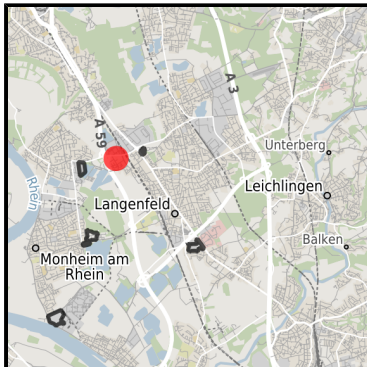 A 3
A 59
Unterberg
Rhein
Leichlingen
Langenfeld
Balken
Monheim am
Rhein